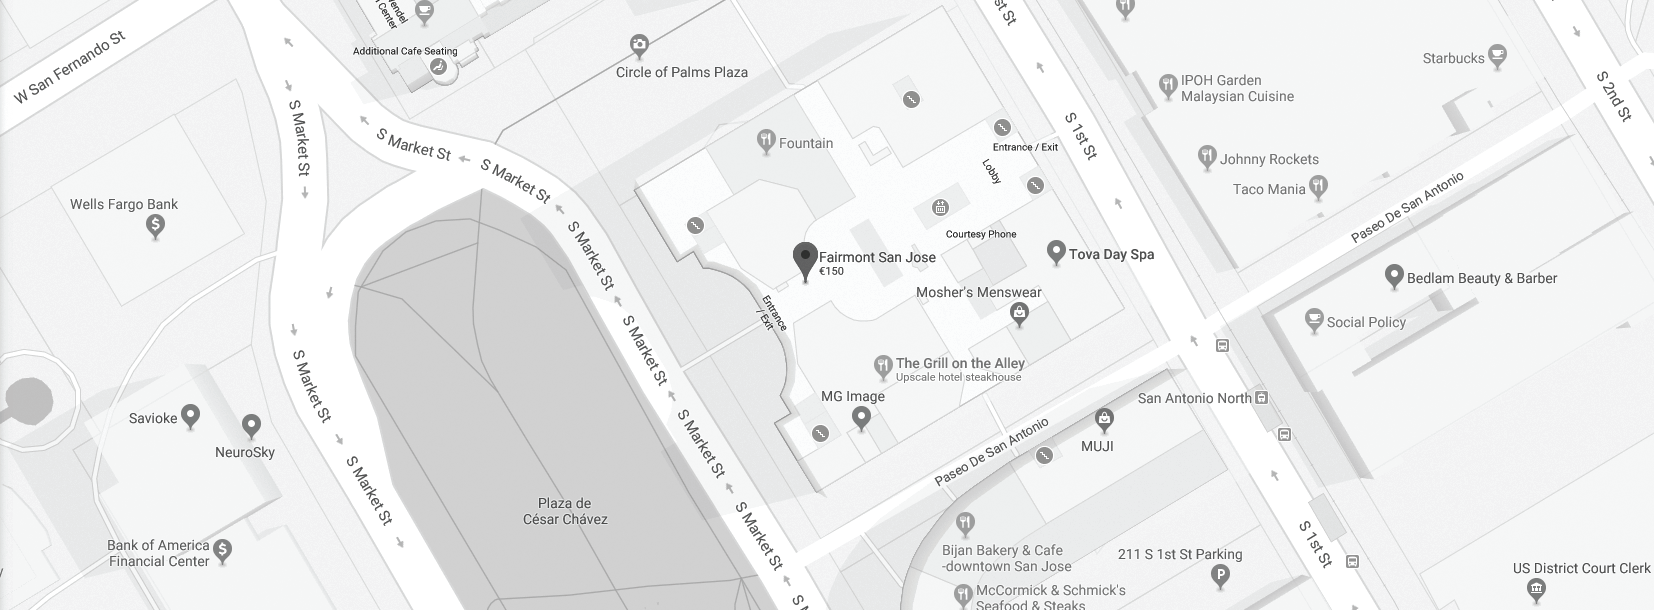 W San Fernando St
endel
Center
Additional Cafe Seating
Circle of Palms Plaza
S Market St
S Market St
S Market St
S Market St
S Market St
S Market St
S Market St
S Market St
S Market St
S M
Wells Fargo Bank
Savioke
NeuroSky
Bank of America
Financial Center
Plaza de
César Chávez
Fountain
Entrance / Exit
Lobby
Courtesy Phone
Fairmont San Jose
€150
Entrance
/ Exit
Tova Day Spa
Mosher's Menswear
The Grill on the Alley
Upscale hotel steakhouse
MG Image
st St
S 1st St
S 1st St
Starbucks
IPOH Garden
Malaysian Cuisine
Johnny Rockets
Taco Mania
S 2nd St
Paseo De San Antonio
Bedlam Beauty & Barber
Social Policy
San Antonio North
MUJI
Paseo De San Antonio
Bijan Bakery & Cafe
-downtown San Jose
McCormick & Schmick's
Seafood & Steaks
211 S 1st St Parking
P
US District Court Clerk